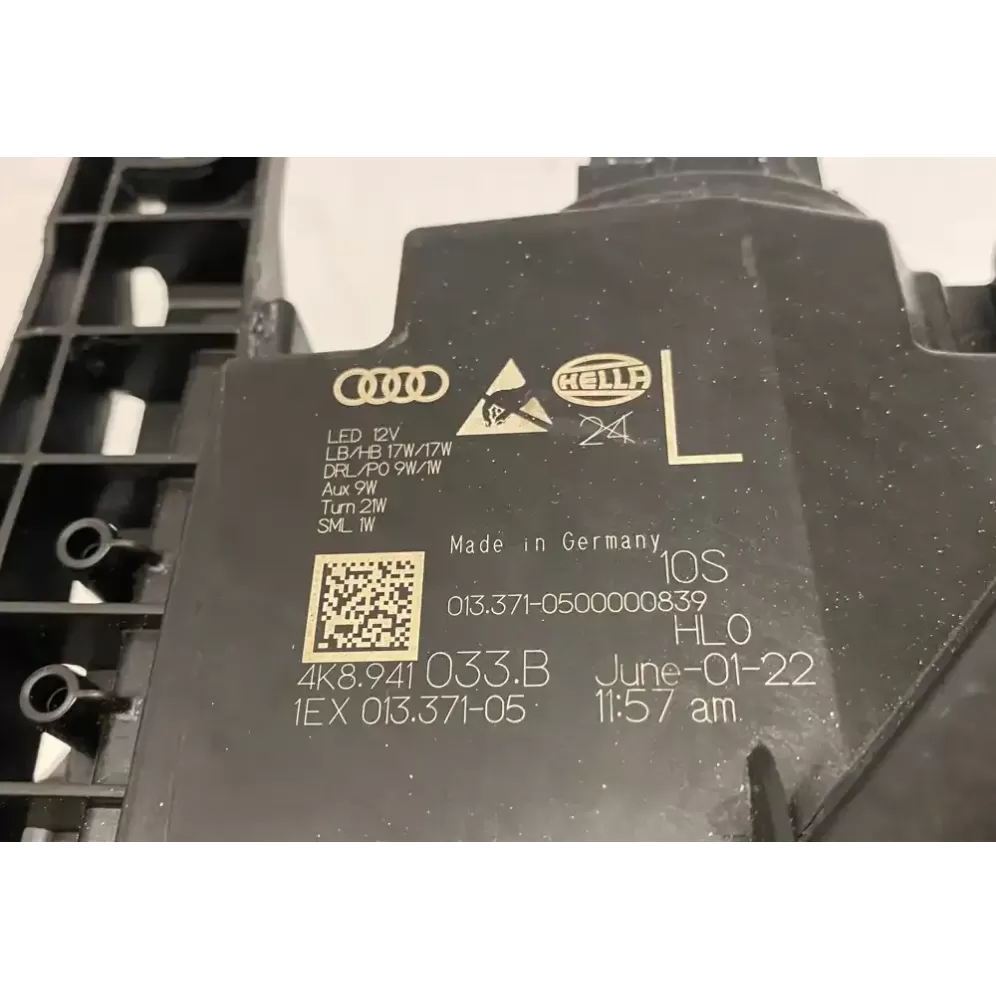 HELLA
24
L
LED 12V
LB/HB 17W/17W
DRL/PO 9W/1W
Aux 9W
Turn 21W
SML 1W
Made in Germany
10S
013.371-0500000839
HL0
4K8.941 033.B
June-01-22
1EX 013.371-05
11:57 am